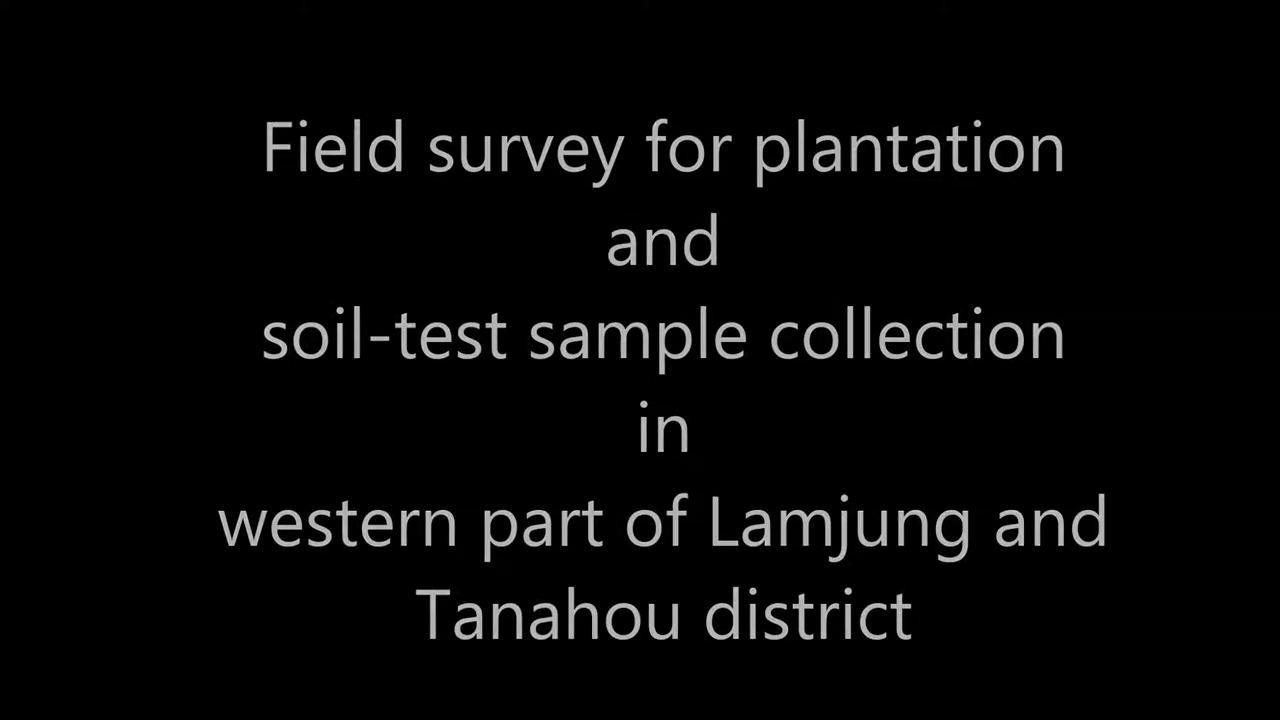 Field survey for plantation
and
soil-test sample collection
in
western part of Lamjung and
Tanahou district